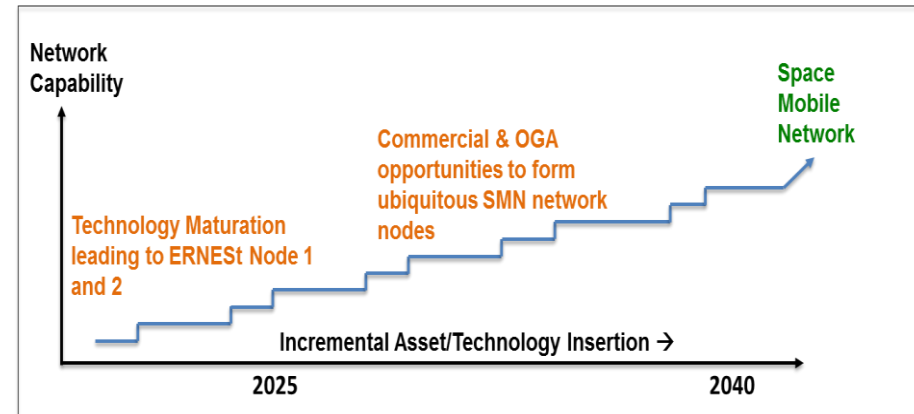 Network
Capability
Space
Mobile
Network
Commercial & OGA
opportunities to form
ubiquitous SMN network
nodes
Technology Maturation
leading to ERNESt Node 1
and 2
Incremental Asset/Technology Insertion →
2025
2040